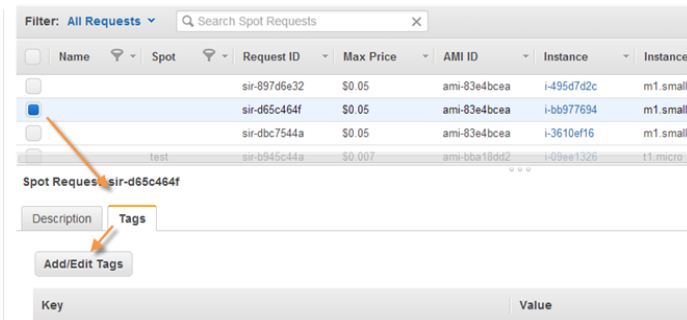 Filter: All Requests Search Spot Requests
Name Spot Request ID Max Price AMI ID Instance Instance
sir-897d6e32 $0.05 ami-83e4bcea i-495d7d2c m1.small
sir-d65c464f $0.05 ami-83e4bcea i-bb977694 m1.small
sir-dbc7544a $0.05 ami-83e4bcea i-3610ef16 m1.small
test sir-b945c44a $0.007 ami-bba18dd2 i-09ee1326 t1.micro
Spot Request: sir-d65c464f
Description Tags
Add/Edit Tags
Key Value